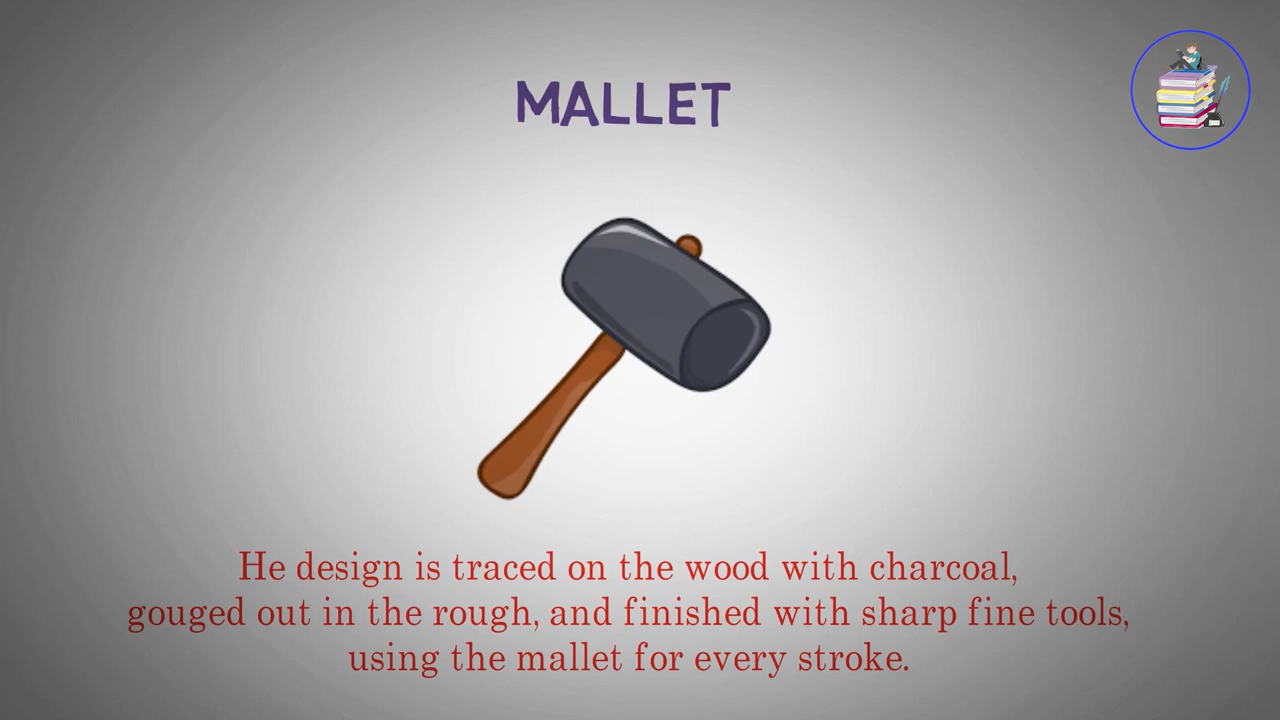 MALLET
He design is traced on the wood with charcoal,
gouged out in the rough, and finished with sharp fine tools,
using the mallet for every stroke.